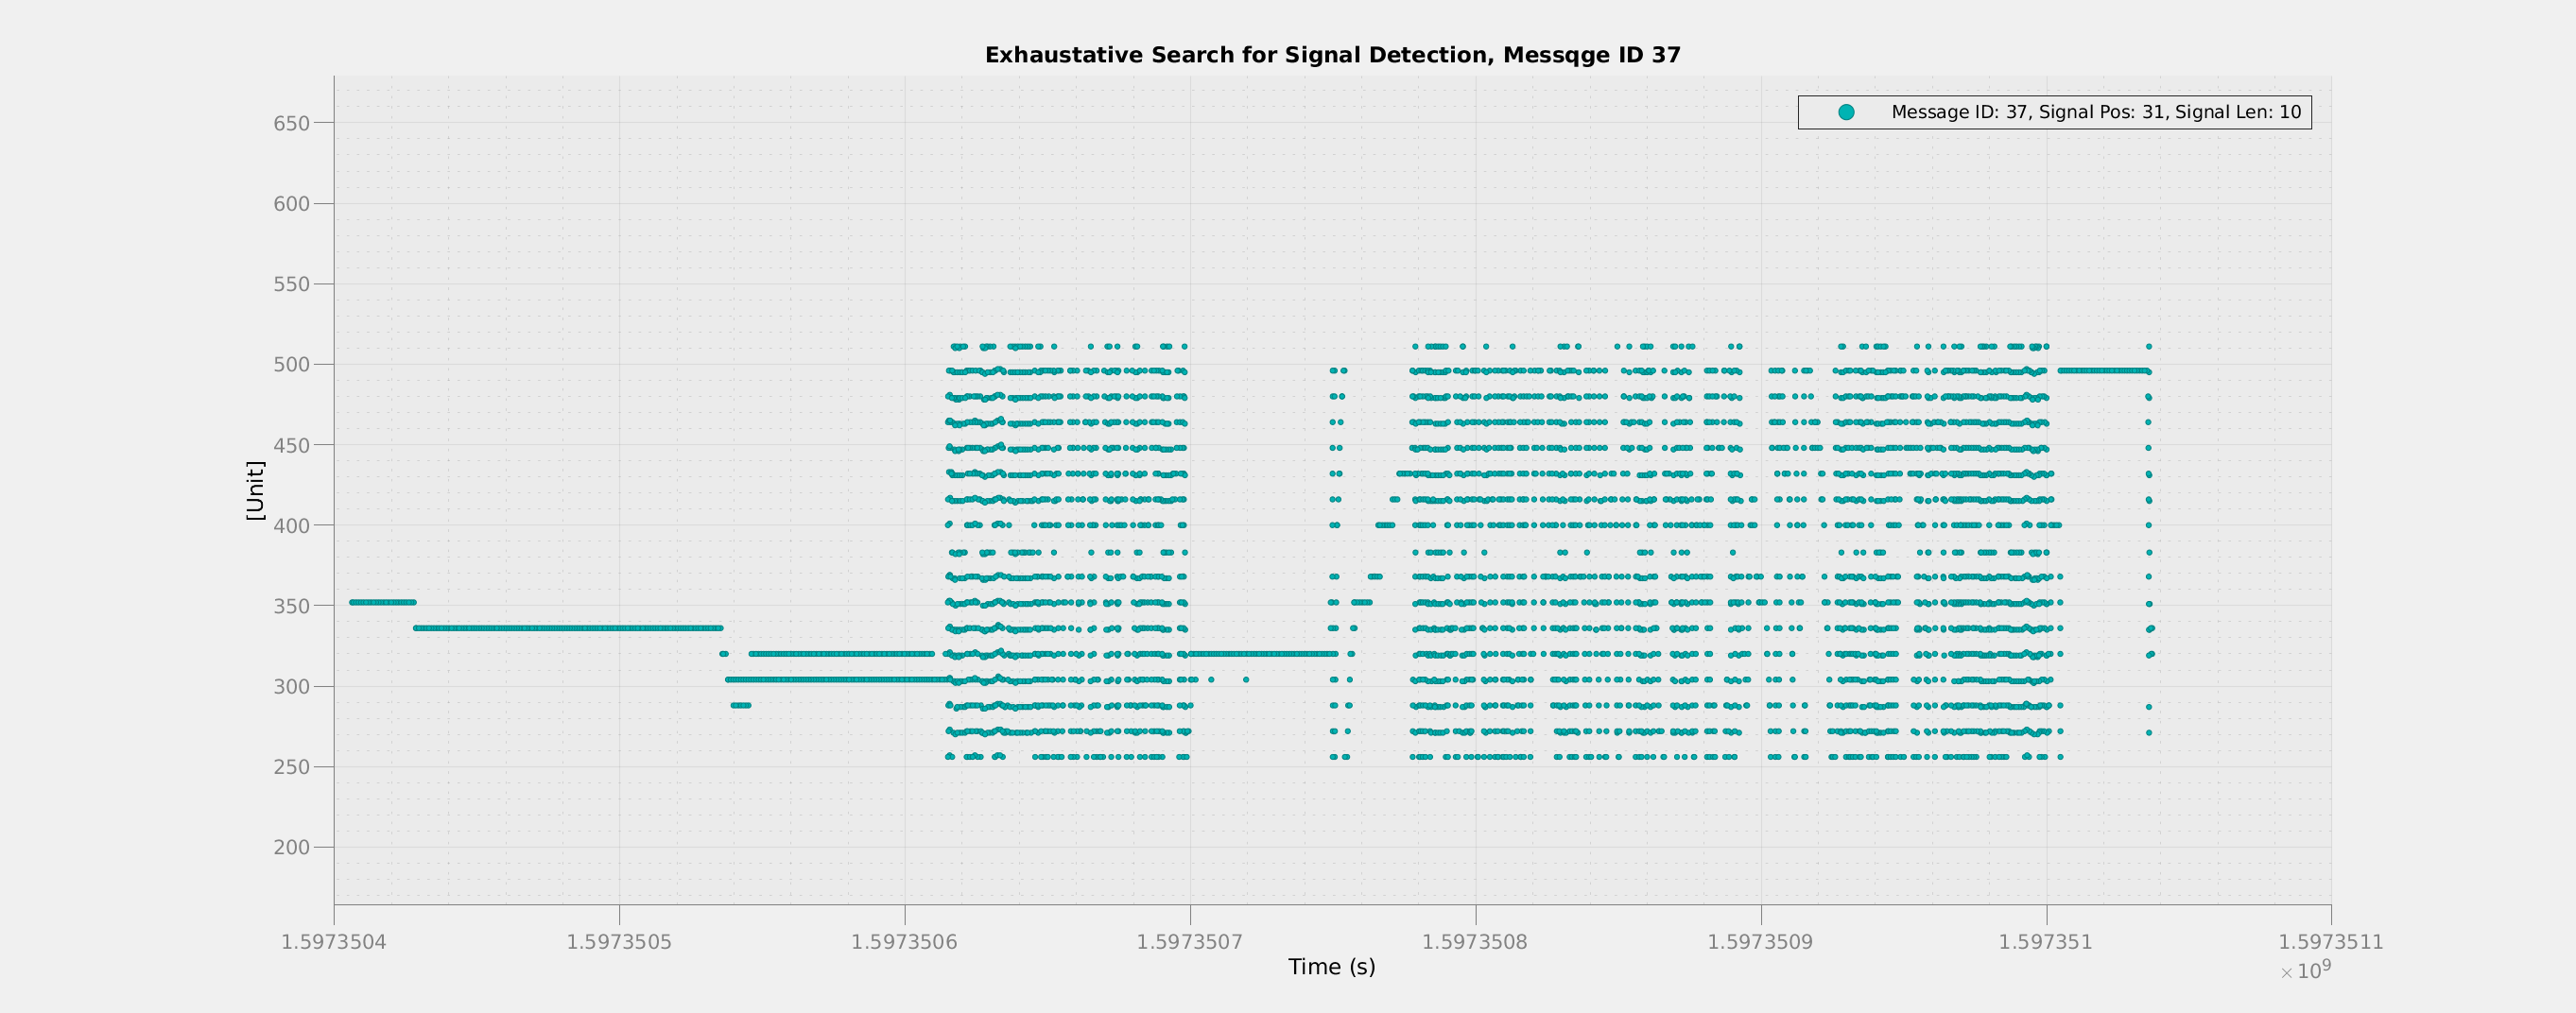 Exhaustative Search for Signal Detection, Messqge ID 37
Message ID: 37, Signal Pos: 31, Signal Len: 10
650
600
550
500
450
400
350
300
250
200
[Unit]
1.5973504 1.5973505 1.5973506 1.5973507 1.5973508 1.5973509 1.597351 1.5973511
Time (s)
×10⁹